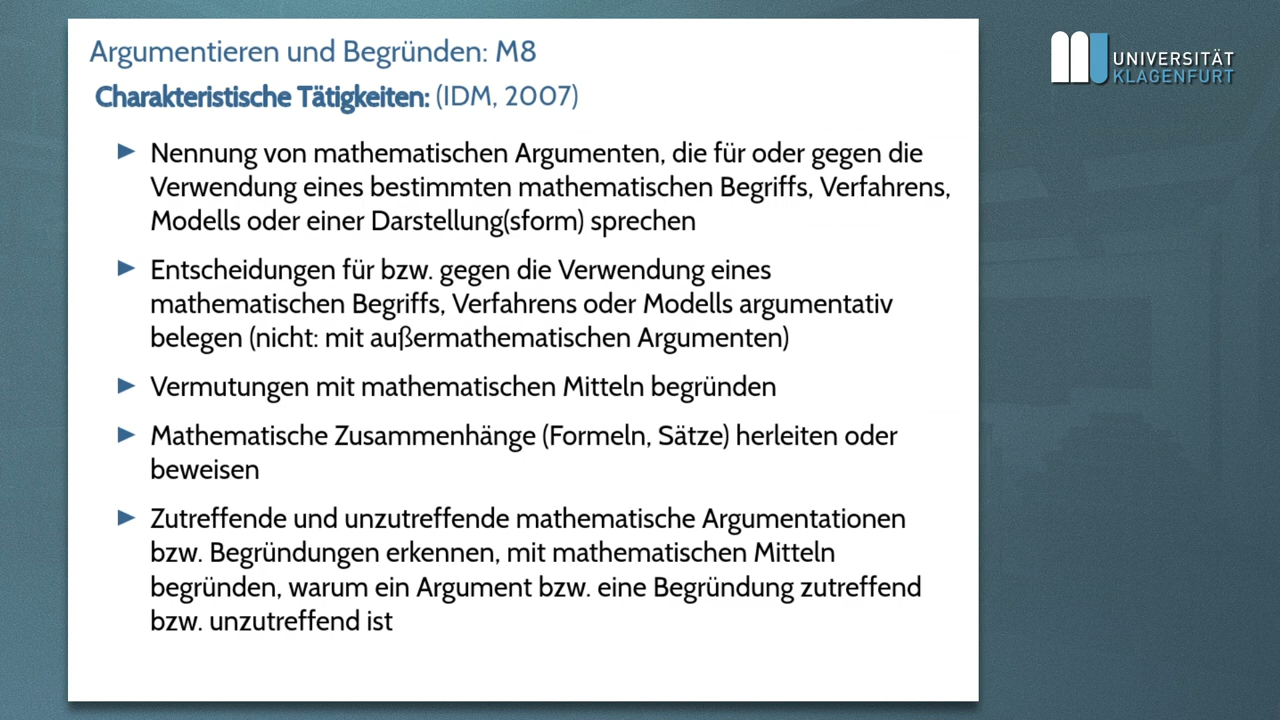 Argumentieren und Begründen: M8
Charakteristische Tätigkeiten: (IDM, 2007)
Nennung von mathematischen Argumenten, die für oder gegen die
Verwendung eines bestimmten mathematischen Begriffs, Verfahrens,
Modells oder einer Darstellung(sform) sprechen
Entscheidungen für bzw. gegen die Verwendung eines
mathematischen Begriffs, Verfahrens oder Modells argumentativ
belegen (nicht: mit außermathematischen Argumenten)
Vermutungen mit mathematischen Mitteln begründen
Mathematische Zusammenhänge (Formeln, Sätze) herleiten oder
beweisen
Zutreffende und unzutreffende mathematische Argumentationen
bzw. Begründungen erkennen, mit mathematischen Mitteln
begründen, warum ein Argument bzw. eine Begründung zutreffend
bzw. unzutreffend ist
UNIVERSITÄT
KLAGENFURT